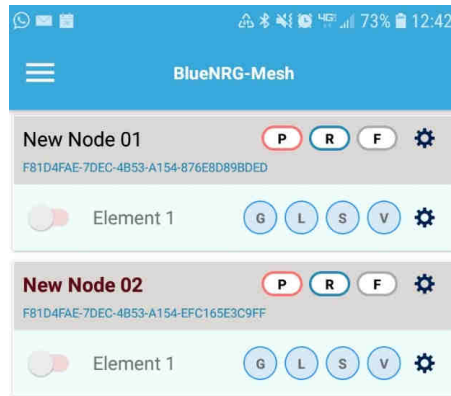 4G 73% 12:42
BlueNRG-Mesh
New Node 01 P R F
F81D4FAE-7DEC-4B53-A154-876E8D89BDED
Element 1 G L S V
New Node 02 P R F
F81D4FAE-7DEC-4B53-A154-EFC165E3C9FF
Element 1 G L S V